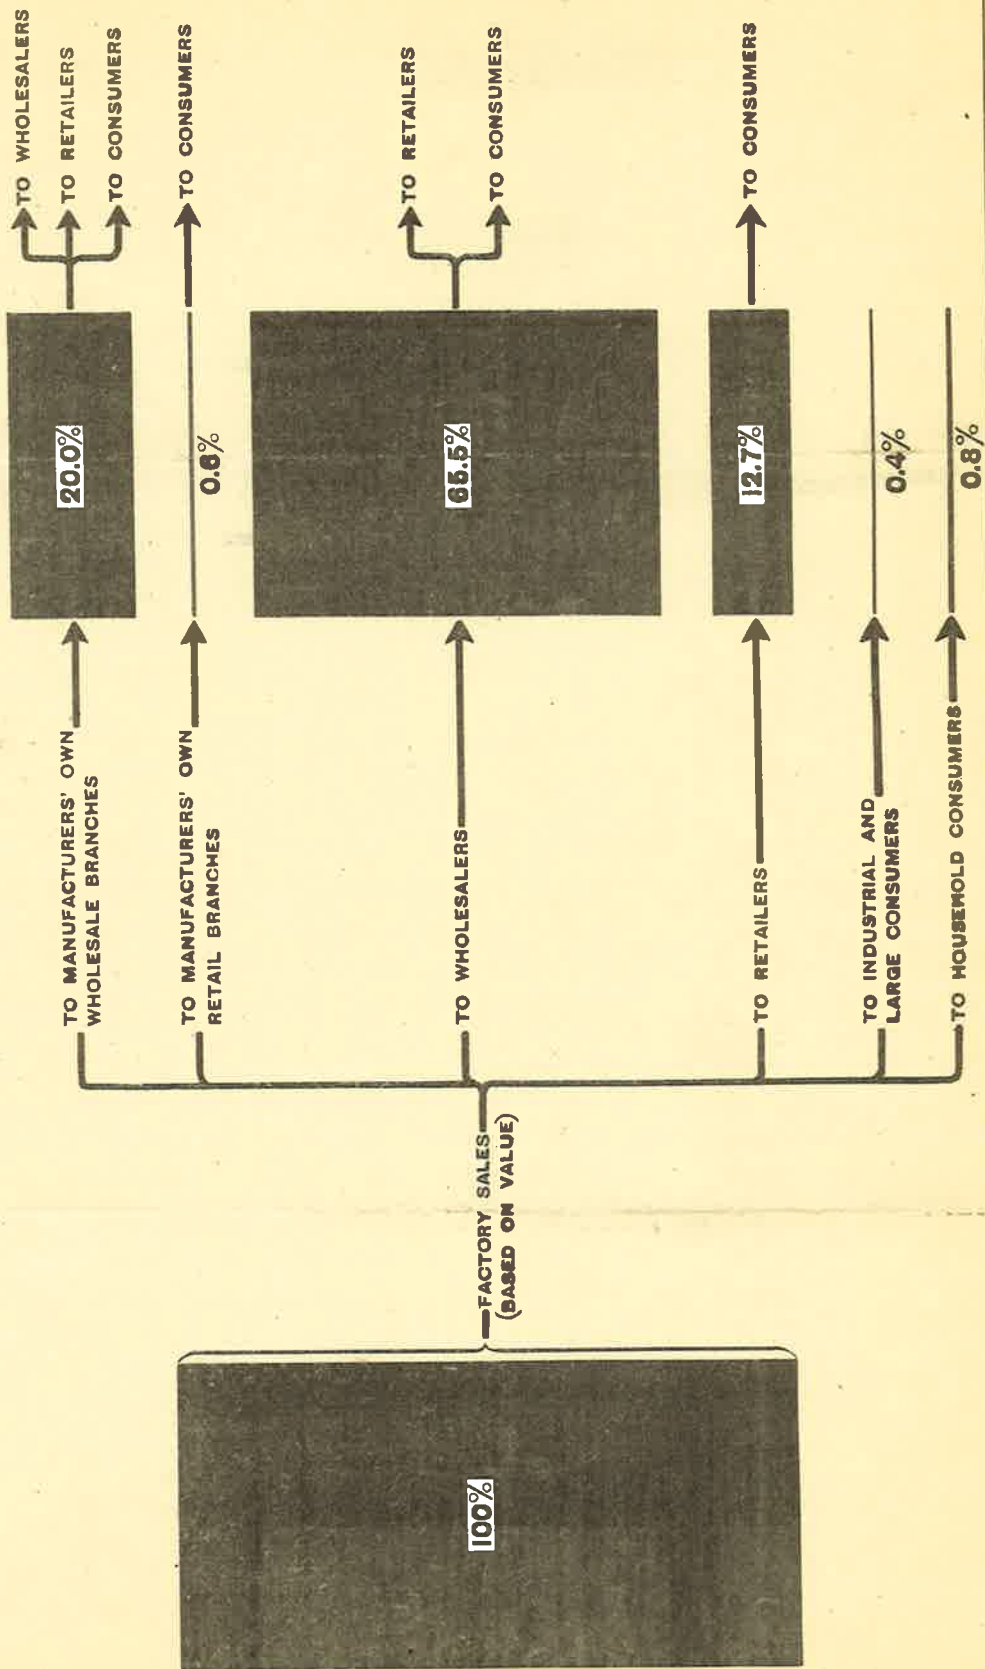 100%
FACTORY SALES
(BASED ON VALUE)
TO MANUFACTURERS' OWN
WHOLESALE BRANCHES
20.0%
TO WHOLESALERS
TO RETAILERS
TO CONSUMERS
TO MANUFACTURERS' OWN
RETAIL BRANCHES
0.6%
TO CONSUMERS
TO WHOLESALERS
65.5%
TO RETAILERS
TO CONSUMERS
TO RETAILERS
12.7%
TO CONSUMERS
TO INDUSTRIAL AND
LARGE CONSUMERS
0.4%
TO HOUSEHOLD CONSUMERS
0.8%